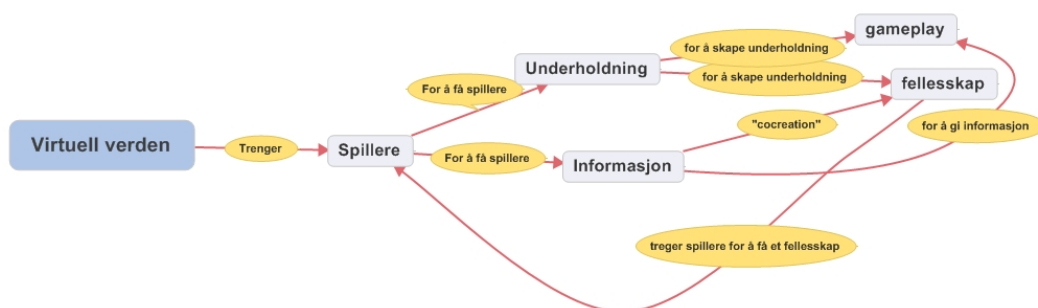 gameplay
for å skape underholdning
Underholdning
for å skape underholdning
fellesskap
For å få spillere
"cocreation"
for å gi informasjon
Virtuell verden
Trenger
Spillere
For å få spillere
Informasjon
treger spillere for å få et fellesskap